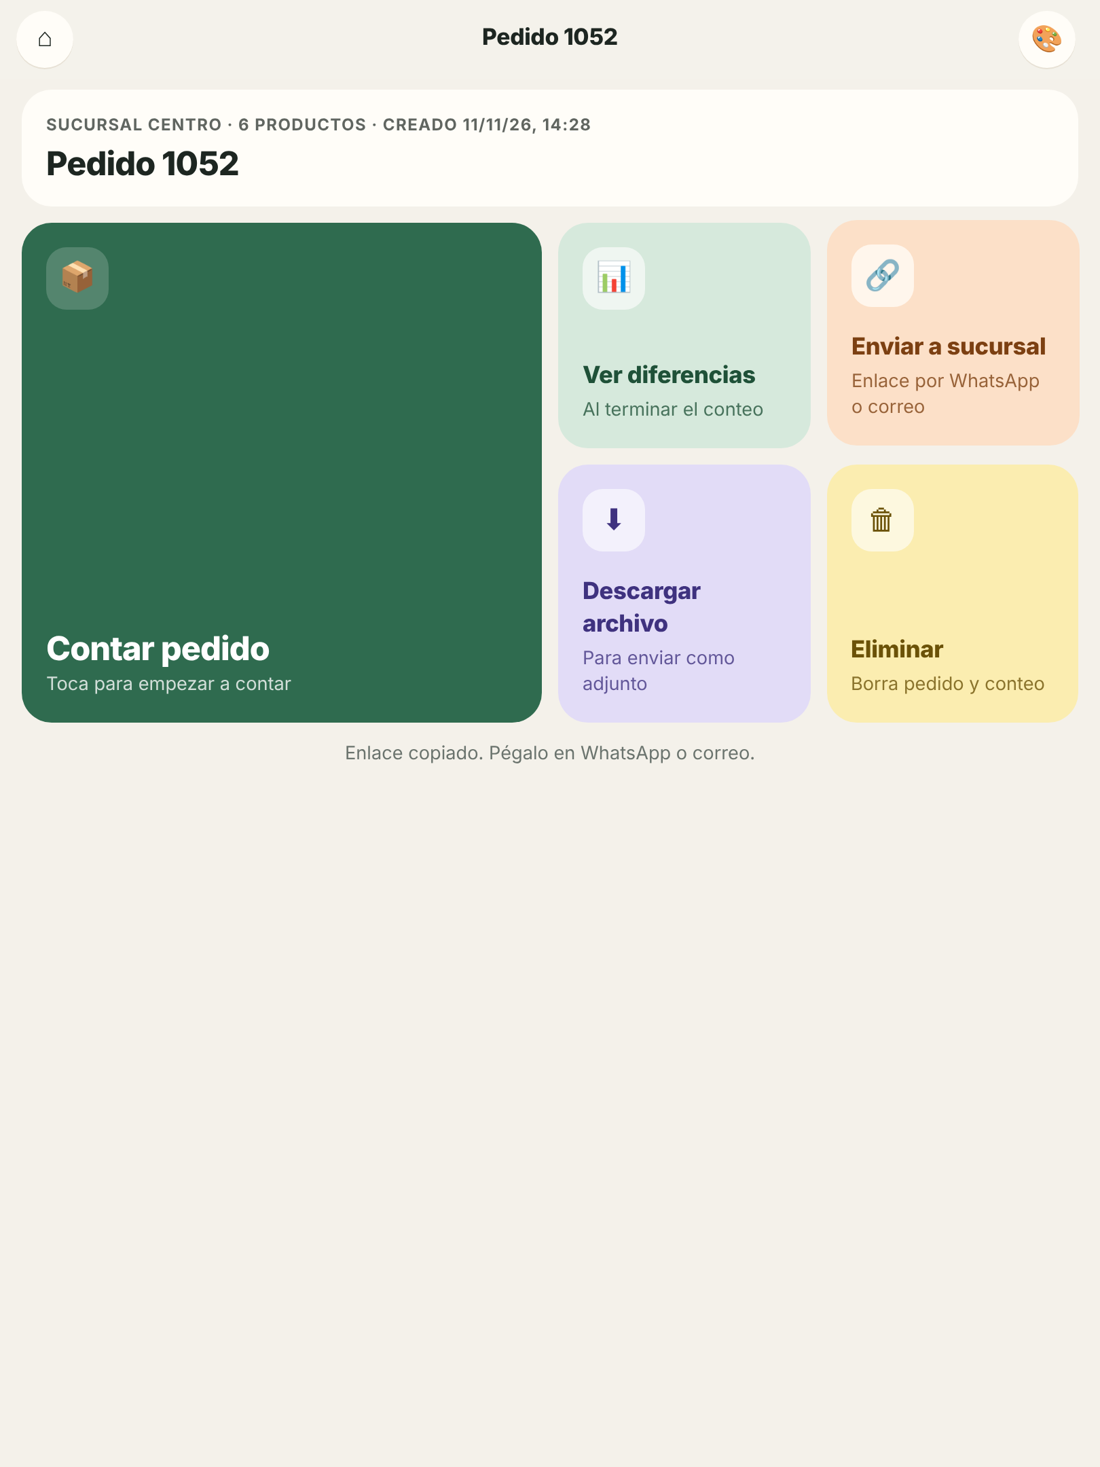 Pedido 1052
SUCURSAL CENTRO · 6 PRODUCTOS · CREADO 11/11/26, 14:28
Pedido 1052
Contar pedido
Toca para empezar a contar
Ver diferencias
Al terminar el conteo
Enviar a sucursal
Enlace por WhatsApp
o correo
Descargar
archivo
Para enviar como
adjunto
Eliminar
Borra pedido y conteo
Enlace copiado. Pégalo en WhatsApp o correo.